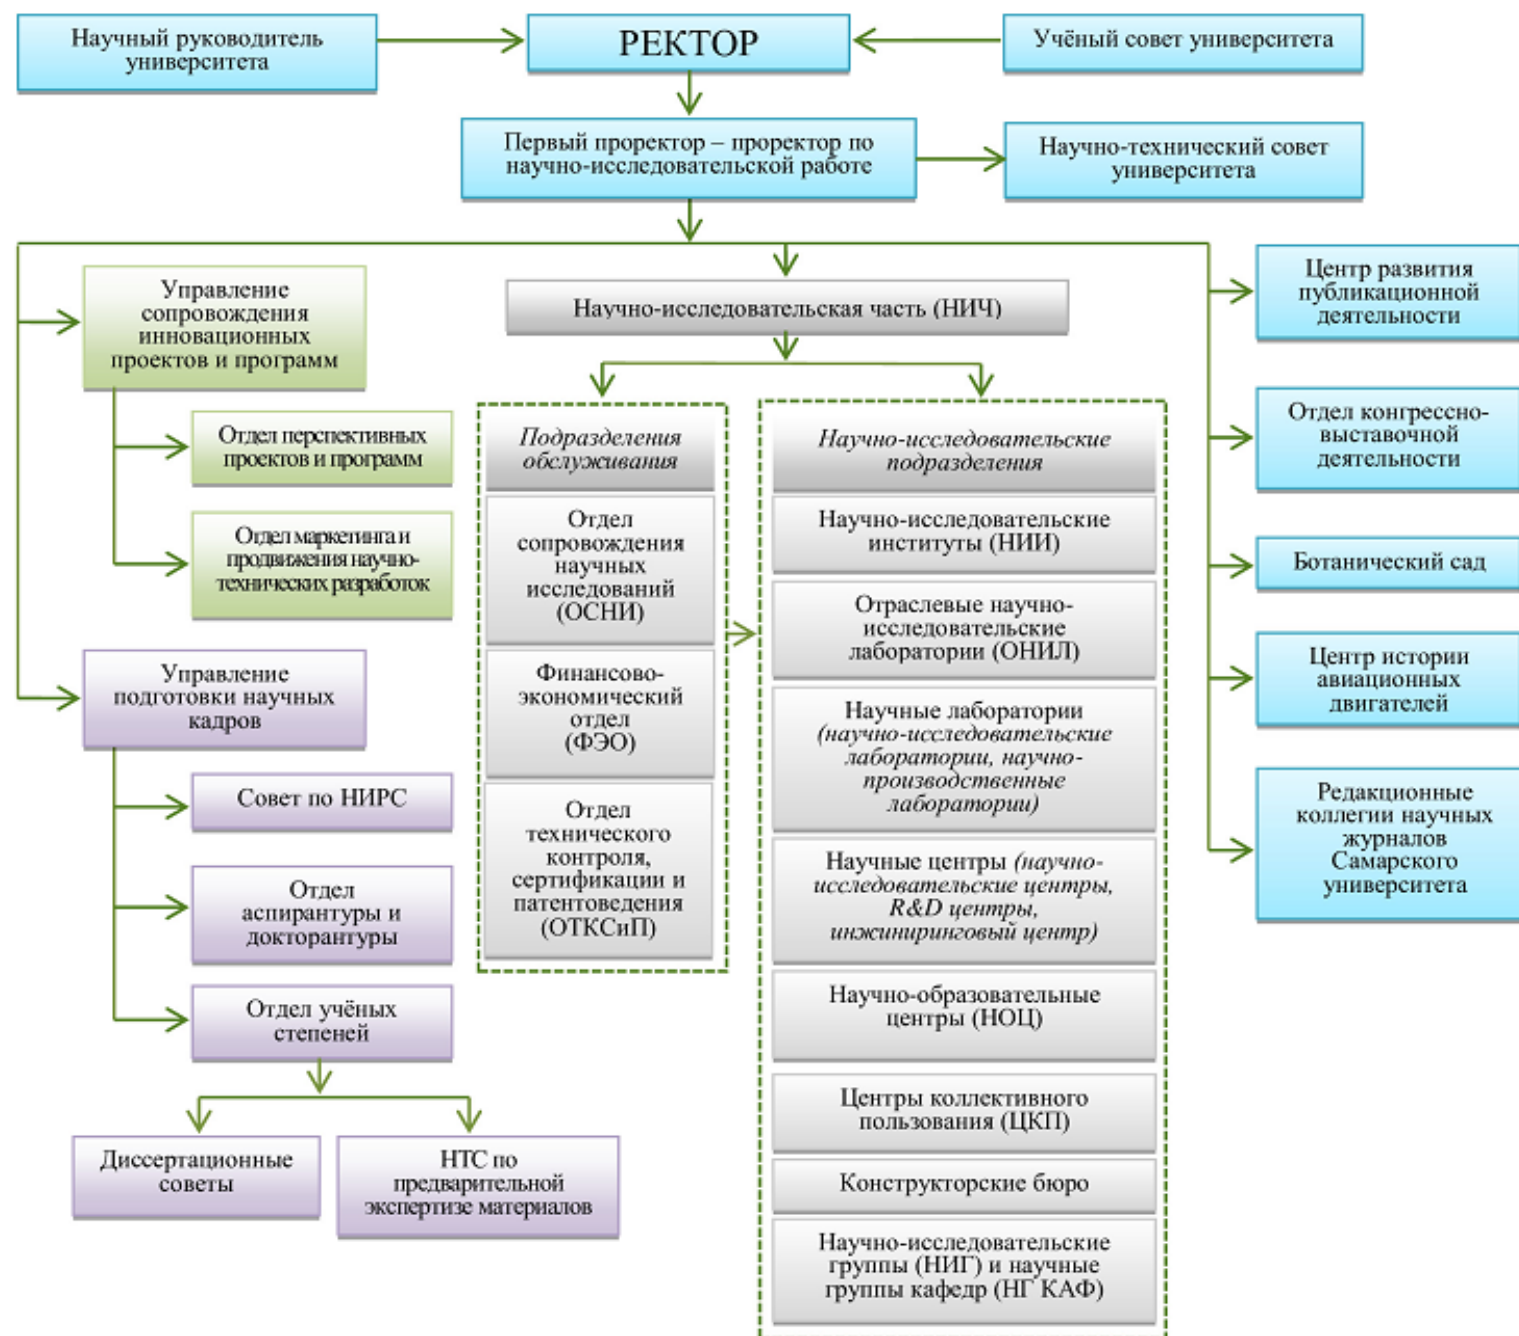 Научный руководитель
университета
РЕКТОР
Учёный совет университета
Первый проректор – проректор по
научно-исследовательской работе
Научно-технический совет
университета
Управление
сопровождения
инновационных
проектов и программ
Отдел перспективных
проектов и программ
Отдел маркетинга и
продвижения научно-
технических разработок
Управление
подготовки научных
кадров
Совет по НИРС
Отдел
аспирантуры и
докторантуры
Отдел учёных
степеней
Диссертационные
советы
НТС по
предварительной
экспертизе материалов
Научно-исследовательская часть (НИЧ)
Подразделения
обслуживания
Отдел
сопровождения
научных
исследований
(ОСНИ)
Финансово-
экономический
отдел
(ФЭО)
Отдел
технического
контроля,
сертификации и
патентоведения
(ОТКСиП)
Научно-исследовательские
подразделения
Научно-исследовательские
институты (НИИ)
Отраслевые научно-
исследовательские
лаборатории (ОНИЛ)
Научные лаборатории
(научно-исследовательские
лаборатории, научно-
производственные
лаборатории)
Научные центры (научно-
исследовательские центры,
R&D центры,
инжиниринговый центр)
Научно-образовательные
центры (НОЦ)
Центры коллективного
пользования (ЦКП)
Конструкторские бюро
Научно-исследовательские
группы (НИГ) и научные
группы кафедр (НГ КАФ)
Центр развития
публикационной
деятельности
Отдел конгрессно-
выставочной
деятельности
Ботанический сад
Центр истории
авиационных
двигателей
Редакционные
коллегии научных
журналов
Самарского
университета